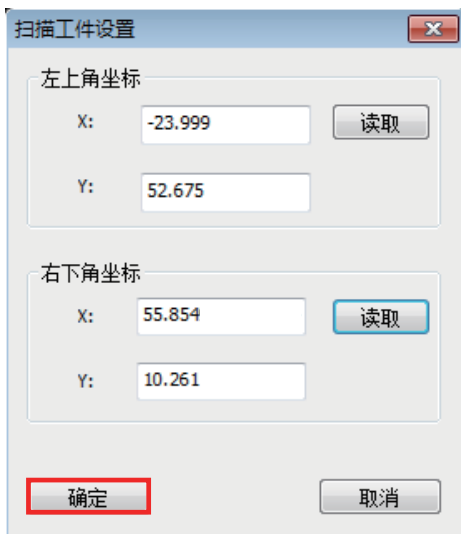 扫描工件设置
左上角坐标
X: -23.999 读取
Y: 52.675
右下角坐标
X: 55.854 读取
Y: 10.261
确定 取消